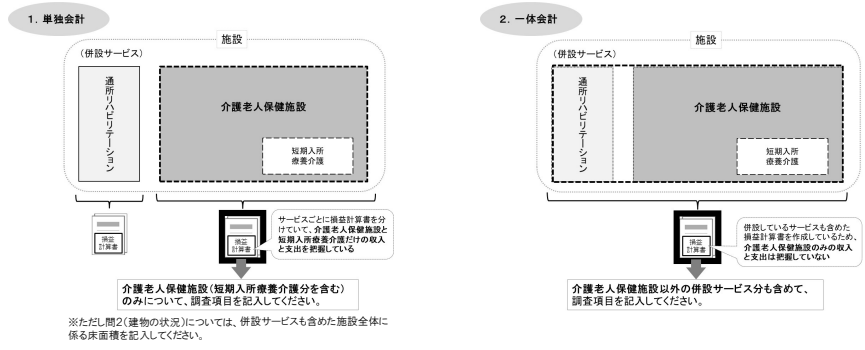 1．単独会計
施設
（併設サービス）
通所リハビリテーション
介護老人保健施設
短期入所
療養介護
損益
計算書
損益
計算書
サービスごとに損益計算書を分
けていて、介護老人保健施設と
短期入所療養介護だけの収入
と支出を把握している
介護老人保健施設（短期入所療養介護分を含む）
のみについて、調査項目を記入してください。
※ただし問２（建物の状況）については、併設サービスも含めた施設全体に
係る床面積を記入してください。
2．一体会計
施設
（併設サービス）
通所リハビリテーション
介護老人保健施設
短期入所
療養介護
損益
計算書
併設しているサービスも含めた
損益計算書を作成しているため、
介護老人保健施設のみの収入
と支出は把握していない
介護老人保健施設以外の併設サービス分も含めて、
調査項目を記入してください。